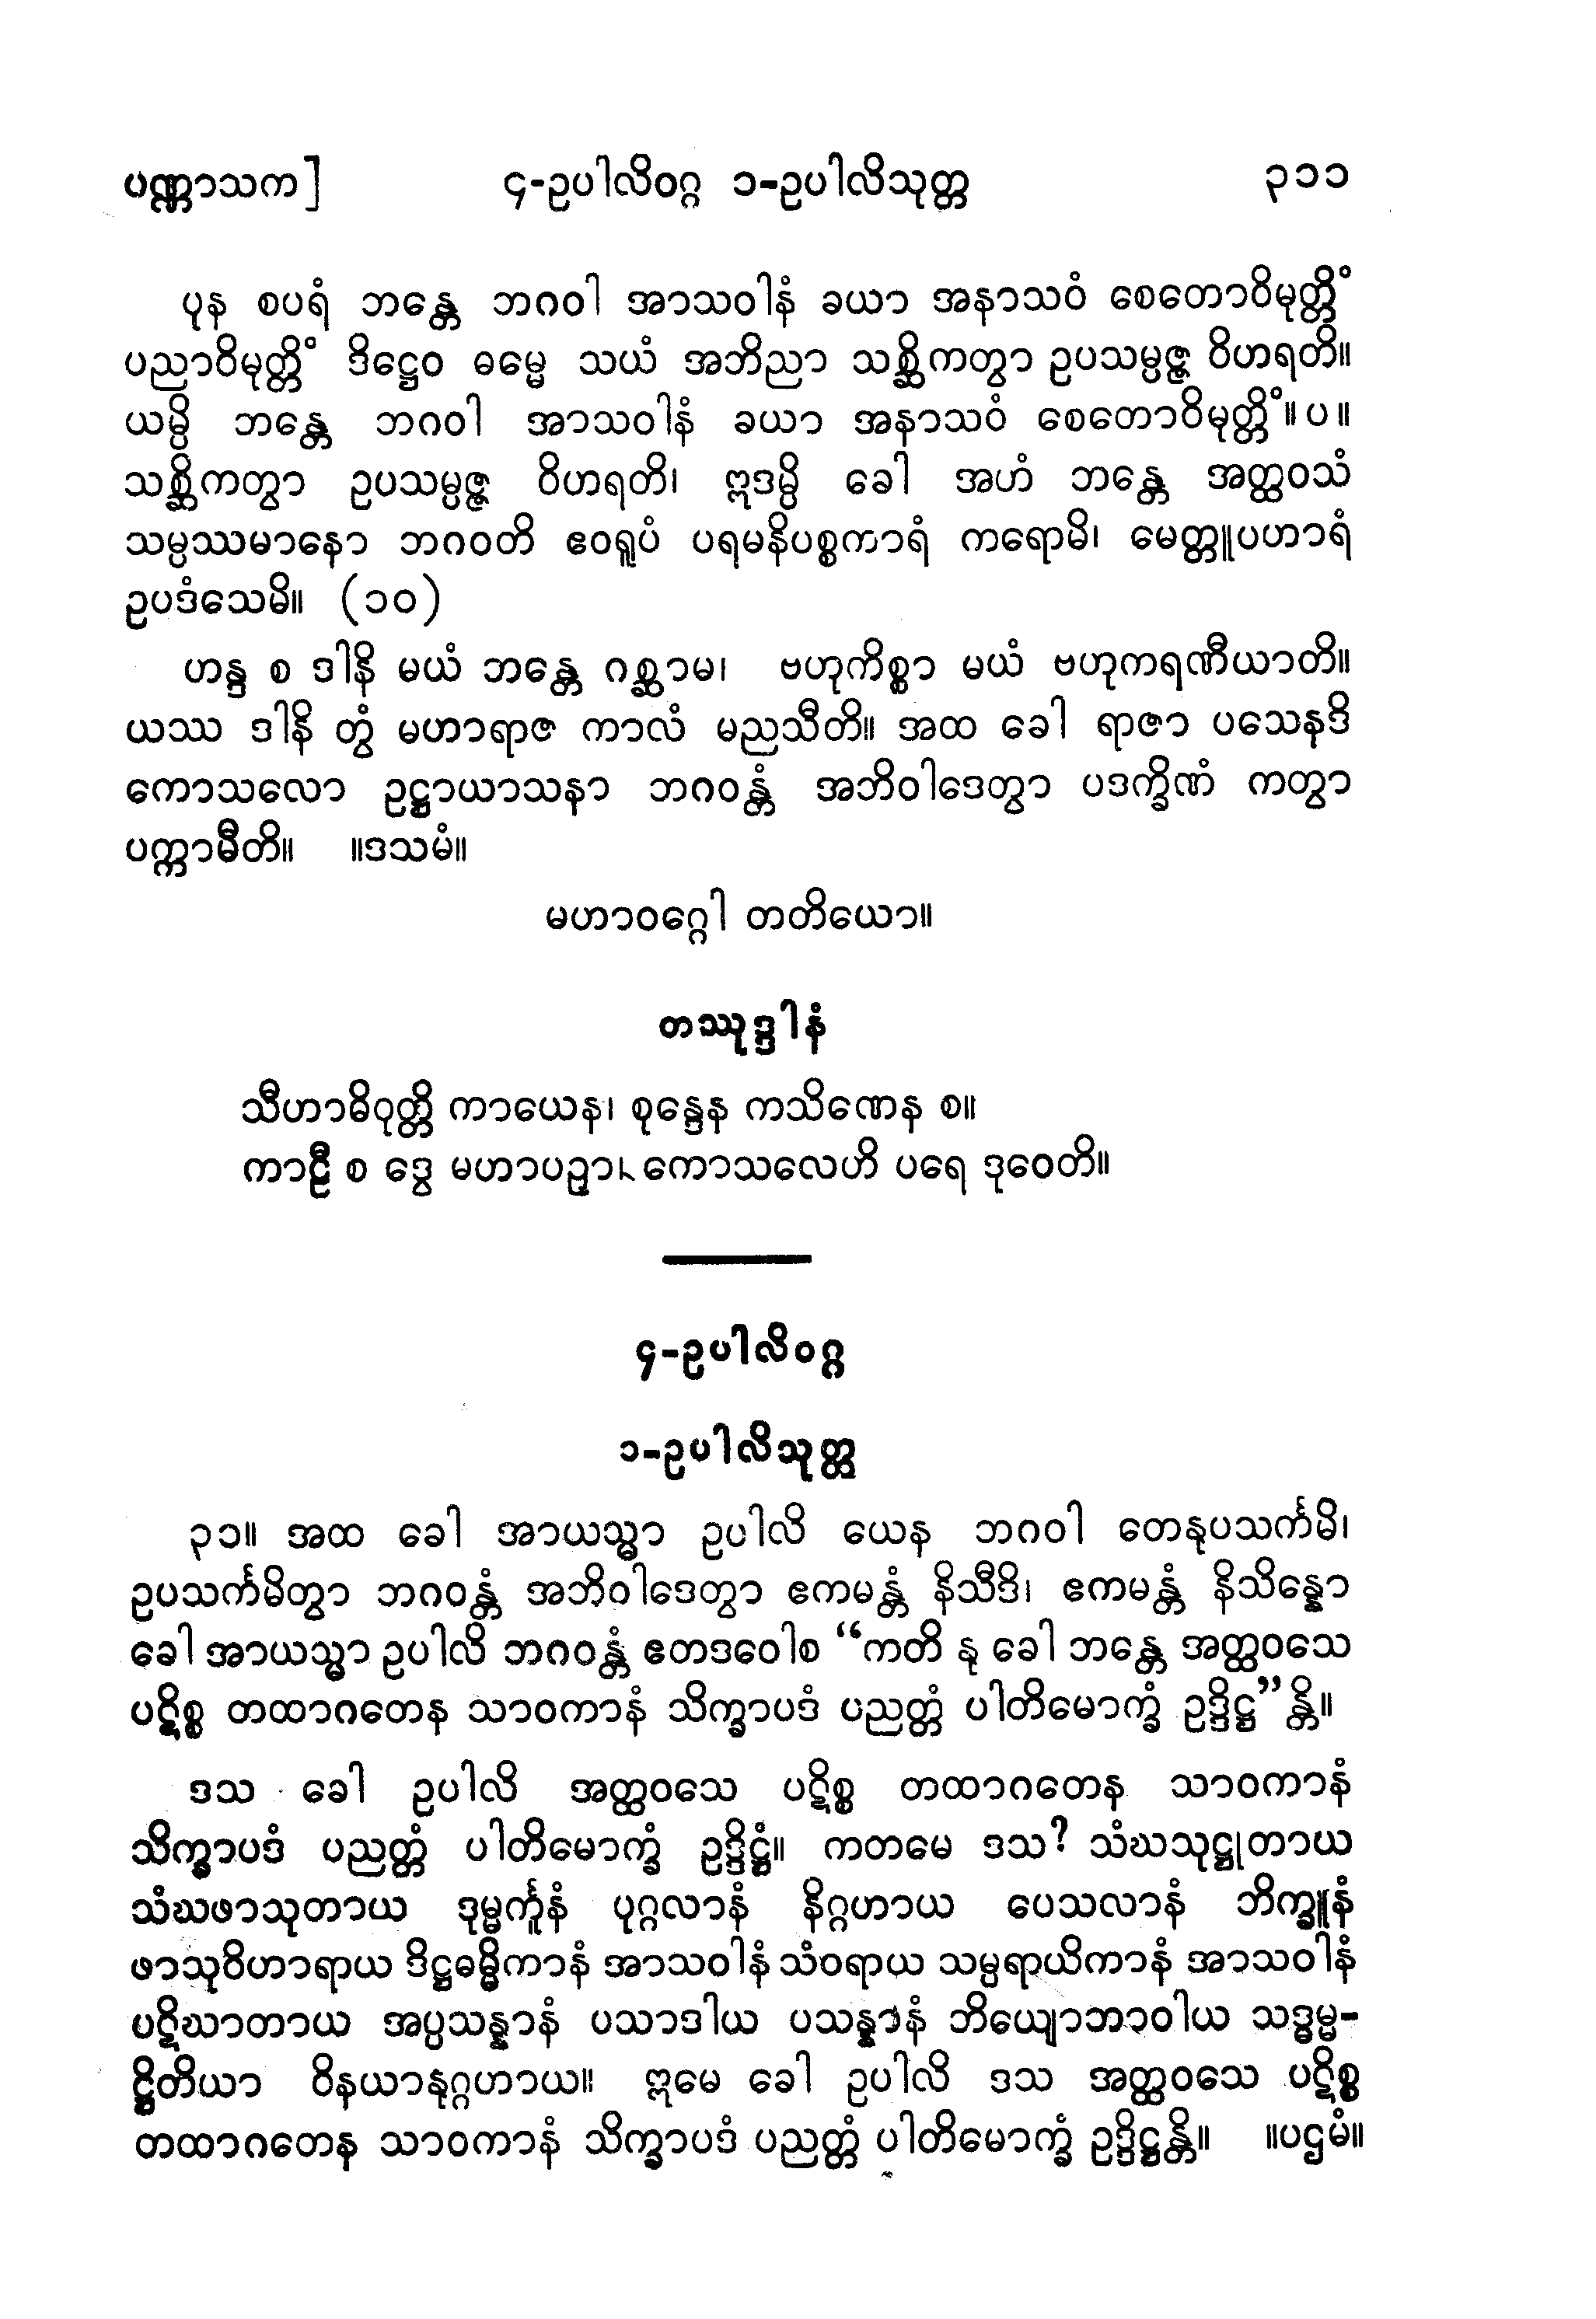 ပဏ္ဏာသက] ၄-ဥပါလိဝဂ္ဂ ၁-ဥပါလိသုတ္တ ၃၁၁
ပုန စပရံ ဘန္တေ ဘဂဝါ အာသဝါနံ ခယာ အနာသဝံ စေတောဝိမုတ္တိံ
ပညာဝိမုတ္တိံ ဒိဋ္ဌေဝ ဓမ္မေ သယံ အဘိညာ သစ္ဆိကတွာ ဥပသမ္ပဇ္ဇ ဝိဟရတိ။
ယမ္ပိ ဘန္တေ ဘဂဝါ အာသဝါနံ ခယာ အနာသဝံ စေတောဝိမုတ္တိံ။ပ။
သစ္ဆိကတွာ ဥပသမ္ပဇ္ဇ ဝိဟရတိ၊ ဣဒမ္ပိ ခေါ အဟံ ဘန္တေ အတ္ထဝသံ
သမ္ပဿမာနော ဘဂဝတိ ဧဝရူပံ ပရမနိပစ္စကာရံ ကရောမိ၊ မေတ္တူပဟာရံ
ဥပဒံသေမိ။ (၁၀)
ဟန္ဒ စ ဒါနိ မယံ ဘန္တေ ဂစ္ဆာမ၊ ဗဟုကိစ္စာ မယံ ဗဟုကရဏီယာတိ။
ယဿ ဒါနိ တွံ မဟာရာဇ ကာလံ မညသီတိ။ အထ ခေါ ရာဇာ ပသေနဒိ
ကောသလော ဥဋ္ဌာယာသနာ ဘဂဝန္တံ အဘိဝါဒေတွာ ပဒက္ခိဏံ ကတွာ
ပက္ကာမီတိ။ ။ဒသမံ။
မဟာဝဂ္ဂေါ တတိယော။
တဿုဒ္ဒါနံ
သီဟာဓိဝုတ္တိ ကာယေန၊ စုန္ဒေန ကသိဏေန စ။
ကာဠီ စ ဒွေ မဟာပဉှာ၊ ကောသလေဟိ ပရေ ဒုဝေတိ။
၄-ဥပါလိဝဂ္ဂ
၁-ဥပါလိသုတ္တ
၃၁။ အထ ခေါ အာယသ္မာ ဥပါလိ ယေန ဘဂဝါ တေနုပသင်္ကမိ၊
ဥပသင်္ကမိတွာ ဘဂဝန္တံ အဘိဝါဒေတွာ ဧကမန္တံ နိသီဒိ၊ ဧကမန္တံ နိသိန္နော
ခေါ အာယသ္မာ ဥပါလိ ဘဂဝန္တံ ဧတဒဝေါစ “ကတိ နု ခေါ ဘန္တေ အတ္ထဝသေ
ပဋိစ္စ တထာဂတေန သာဝကာနံ သိက္ခာပဒံ ပညတ္တံ ပါတိမောက္ခံ ဥဒ္ဒိဋ္ဌ”န္တိ။
ဒသ ခေါ ဥပါလိ အတ္ထဝသေ ပဋိစ္စ တထာဂတေန သာဝကာနံ
သိက္ခာပဒံ ပညတ္တံ ပါတိမောက္ခံ ဥဒ္ဒိဋ္ဌံ။ ကတမေ ဒသ? သံဃသုဋ္ဌုတာယ
သံဃဖာသုတာယ ဒုမ္မင်္ကူနံ ပုဂ္ဂလာနံ နိဂ္ဂဟာယ ပေသလာနံ ဘိက္ခူနံ
ဖာသုဝိဟာရာယ ဒိဋ္ဌဓမ္မိကာနံ အာသဝါနံ သံဝရာယ သမ္ပရာယိကာနံ အာသဝါနံ
ပဋိဃာတာယ အပ္ပသန္နာနံ ပသာဒါယ ပသန္နာနံ ဘိယျောဘာဝါယ သဒ္ဓမ္မ-
ဋ္ဌိတိယာ ဝိနယာနုဂ္ဂဟာယ။ ဣမေ ခေါ ဥပါလိ ဒသ အတ္ထဝသေ ပဋိစ္စ
တထာဂတေန သာဝကာနံ သိက္ခာပဒံ ပညတ္တံ ပါတိမောက္ခံ ဥဒ္ဒိဋ္ဌန္တိ။ ။ပဌမံ။